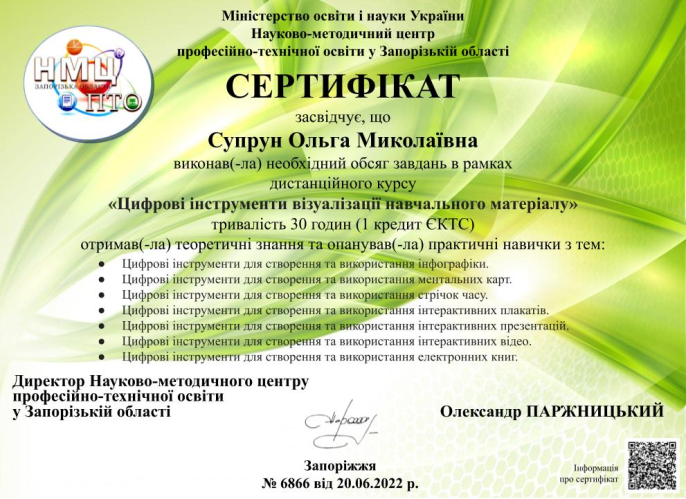 Міністерство освіти і науки України
Науково-методичний центр
професійно-технічної освіти у Запорізькій області
НМЦ
ЗАПОРІЗЬКА ОБЛАСТЬ
ПТО
СЕРТИФІКАТ
засвідчує, що
Супрун Ольга Миколаївна
виконав(-ла) необхідний обсяг завдань в рамках
дистанційного курсу
«Цифрові інструменти візуалізації навчального матеріалу»
тривалість 30 годин (1 кредит ЄКТС)
отримав(-ла) теоретичні знання та опанував(-ла) практичні навички з тем:
● Цифрові інструменти для створення та використання інфографіки.
● Цифрові інструменти для створення та використання ментальних карт.
● Цифрові інструменти для створення та використання стрічок часу.
● Цифрові інструменти для створення та використання інтерактивних плакатів.
● Цифрові інструменти для створення та використання інтерактивних презентацій.
● Цифрові інструменти для створення та використання інтерактивних відео.
● Цифрові інструменти для створення та використання електронних книг.
Директор Науково-методичного центру
професійно-технічної освіти
у Запорізькій області
Олександр ПАРЖНИЦЬКИЙ
Запоріжжя
№ 6866 від 20.06.2022 р.
Інформація
про сертифікат